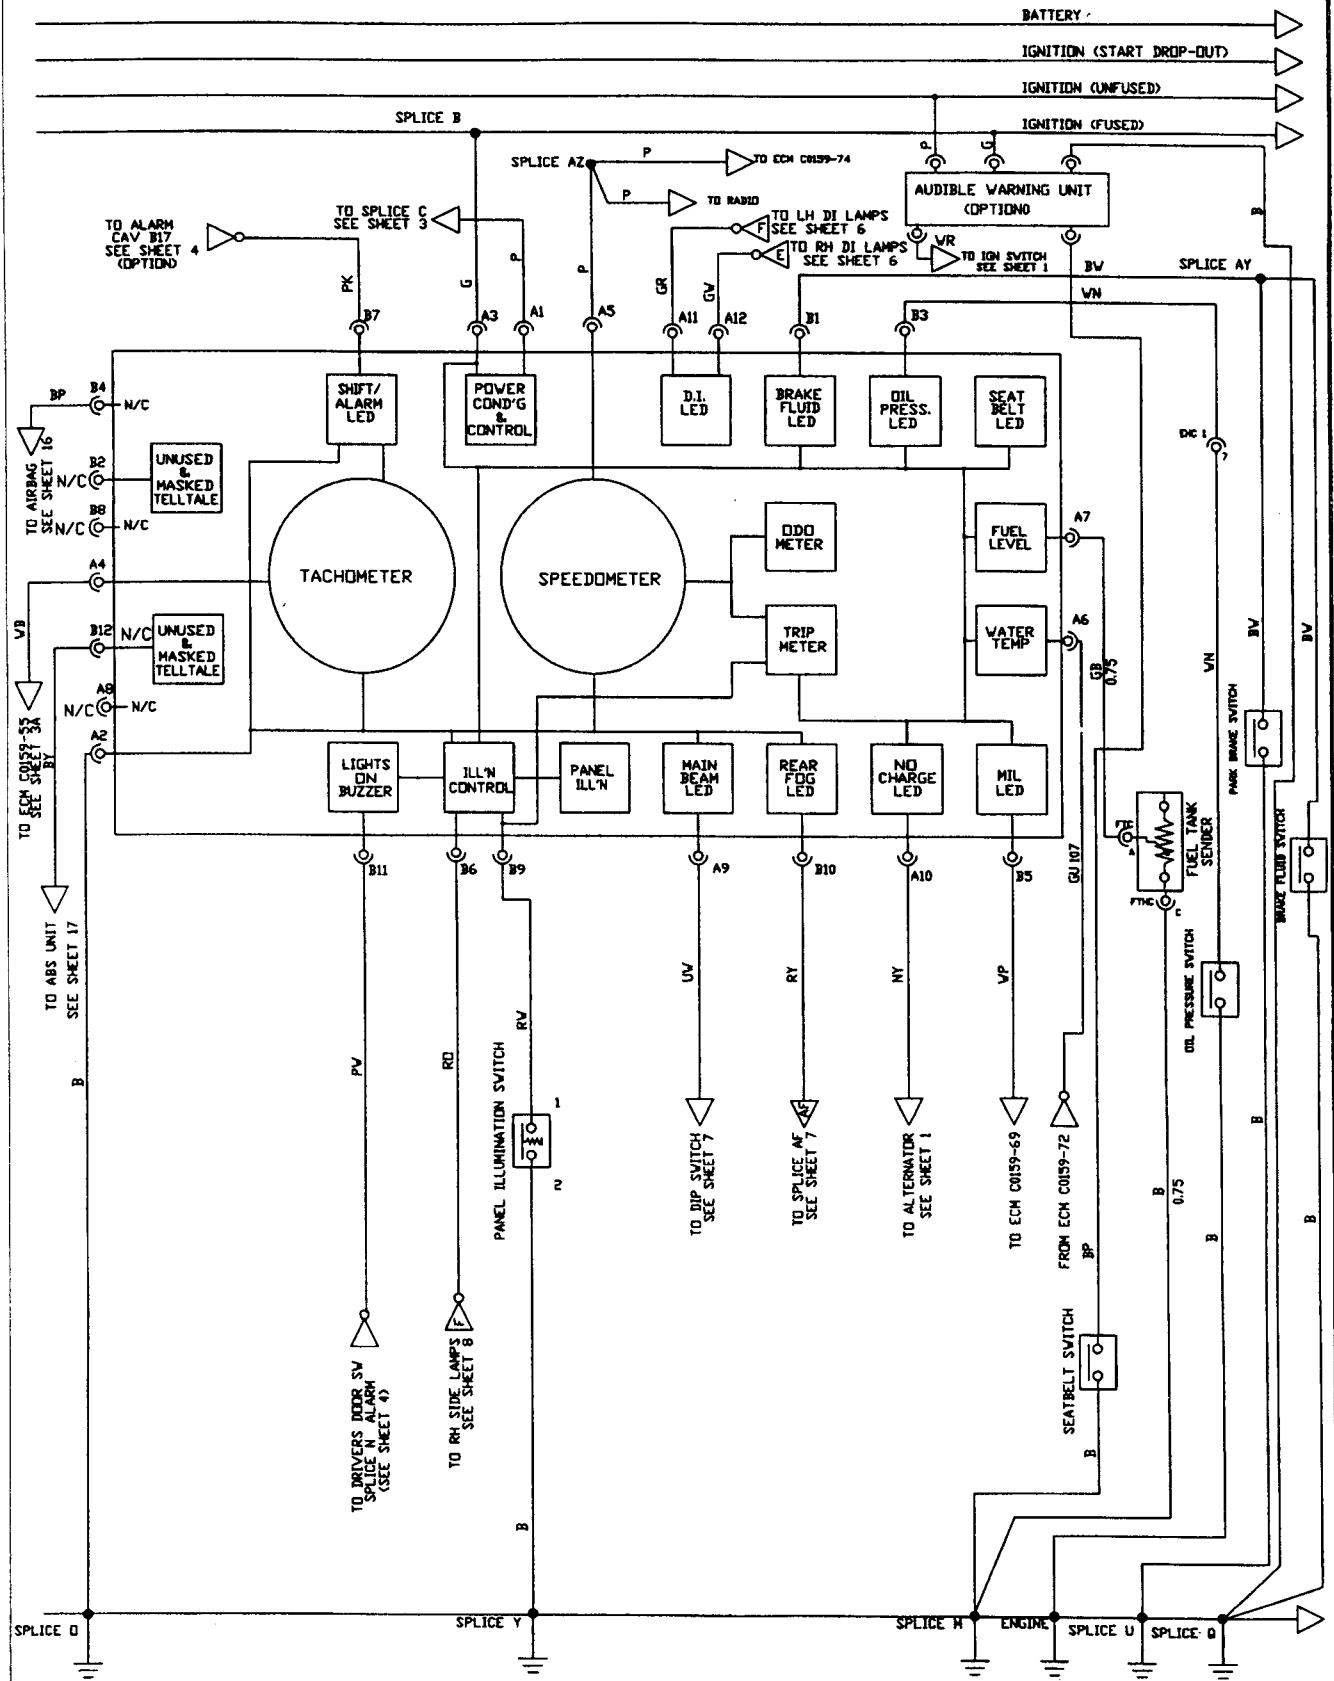 BATTERY
IGNITION (START DROP-OUT)
IGNITION (UNFUSED)
SPLICE B
IGNITION (FUSED)
SPLICE AZ
P
TO ECM C0159-74
P
TO RADIO
P
G
AUDIBLE WARNING UNIT
(OPTION)
B
TO ALARM
CAV B17
SEE SHEET 4
(OPTION)
TO SPLICE C
SEE SHEET 3
F
TO LH DI LAMPS
SEE SHEET 6
E
TO RH DI LAMPS
SEE SHEET 6
WR
TO IGN SWITCH
SEE SHEET 1
BW
SPLICE AY
WN
PK
G
P
P
GR
GW
B7
A3
A1
A5
A11
A12
B1
B3
BP
B4
N/C
TO AIRBAG
SEE SHEET 16
SHIFT/
ALARM
LED
POWER
COND'G
&
CONTROL
D.I.
LED
BRAKE
FLUID
LED
OIL
PRESS.
LED
SEAT
BELT
LED
7
B2
N/C
UNUSED
&
MASKED
TELLTALE
B8
N/C
N/C
A4
TACHOMETER
SPEEDOMETER
ODO
METER
FUEL
LEVEL
A7
WB
B12
N/C
UNUSED
&
MASKED
TELLTALE
TRIP
METER
WATER
TEMP
A6
GB
0.75
WN
BW
BW
A8
N/C
N/C
A2
TO ECM C0159-55
SEE SHEET 3A
BY
LIGHTS
ON
BUZZER
ILL'N
CONTROL
PANEL
ILL'N
MAIN
BEAM
LED
REAR
FOG
LED
NO
CHARGE
LED
MIL
LED
PARK BRAKE SWITCH
FUEL TANK
SENDER
BRAKE FLUID SWITCH
B11
B6
B9
A9
B10
A10
B5
GU 107
TO ABS UNIT
SEE SHEET 17
B
PW
RO
RW
UW
RY
NY
WP
OIL PRESSURE SWITCH
PANEL ILLUMINATION SWITCH
1
2
TO DIP SWITCH
SEE SHEET 7
AF
TO SPLICE AF
SEE SHEET 7
TO ALTERNATOR
SEE SHEET 1
TO ECM C0159-69
FROM ECM C0159-72
BP
B
0.75
B
B
B
TO DRIVERS DOOR SW
SPLICE N ALARM
(SEE SHEET 4)
F
TO RH SIDE LAMPS
SEE SHEET 8
SEATBELT SWITCH
B
B
SPLICE O
SPLICE Y
SPLICE H
ENGINE
SPLICE U
SPLICE Q